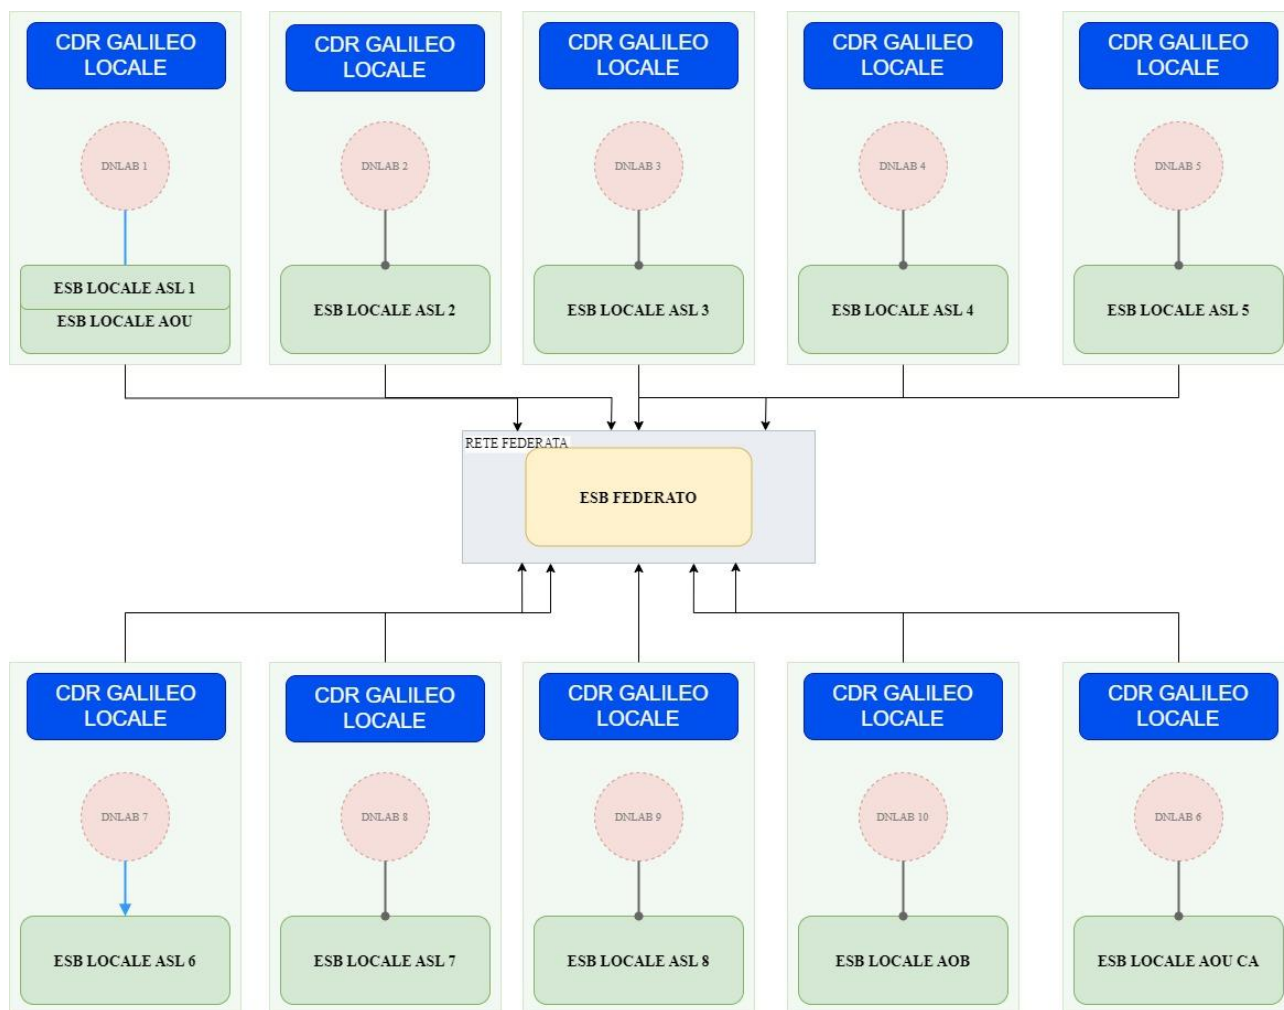 CDR GALILEO
LOCALE
CDR GALILEO
LOCALE
CDR GALILEO
LOCALE
CDR GALILEO
LOCALE
CDR GALILEO
LOCALE
DNLAB 1
DNLAB 2
DNLAB 3
DNLAB 4
DNLAB 5
ESB LOCALE ASL 1
ESB LOCALE AOU
ESB LOCALE ASL 2
ESB LOCALE ASL 3
ESB LOCALE ASL 4
ESB LOCALE ASL 5
RETE FEDERATA
ESB FEDERATO
CDR GALILEO
LOCALE
CDR GALILEO
LOCALE
CDR GALILEO
LOCALE
CDR GALILEO
LOCALE
CDR GALILEO
LOCALE
DNLAB 7
DNLAB 8
DNLAB 9
DNLAB 10
DNLAB 6
ESB LOCALE ASL 6
ESB LOCALE ASL 7
ESB LOCALE ASL 8
ESB LOCALE AOB
ESB LOCALE AOU CA